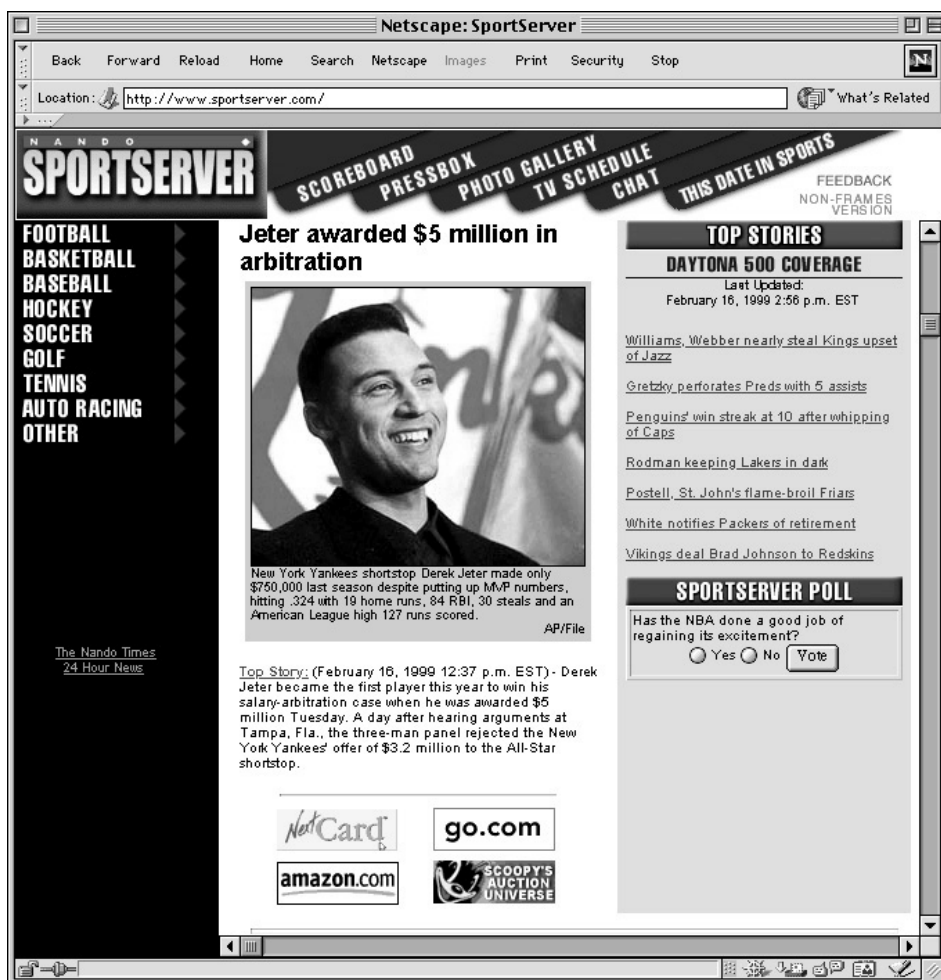 Netscape: SportServer
Back Forward Reload Home Search Netscape Images Print Security Stop
N
Location: http://www.sportserver.com/ What's Related
NANDO
SPORTSERVER
SCOREBOARD
PRESSBOX
PHOTO GALLERY
TV SCHEDULE
CHAT
THIS DATE IN SPORTS
FEEDBACK
NON-FRAMES
VERSION
FOOTBALL
BASKETBALL
BASEBALL
HOCKEY
SOCCER
GOLF
TENNIS
AUTO RACING
OTHER
The Nando Times
24 Hour News
Jeter awarded $5 million in
arbitration
New York Yankees shortstop Derek Jeter made only
$750,000 last season despite putting up MVP numbers,
hitting .324 with 19 home runs, 84 RBI, 30 steals and an
American League high 127 runs scored.
AP/File
Top Story: (February 16, 1999 12:37 p.m. EST) - Derek
Jeter became the first player this year to win his
salary-arbitration case when he was awarded $5
million Tuesday. A day after hearing arguments at
Tampa, Fla., the three-man panel rejected the New
York Yankees' offer of $3.2 million to the All-Star
shortstop.
NextCard
go.com
amazon.com
SCOOPY'S
AUCTION
UNIVERSE
TOP STORIES
DAYTONA 500 COVERAGE
Last Updated:
February 16, 1999 2:56 p.m. EST
Williams, Webber nearly steal Kings upset
of Jazz
Gretzky perforates Preds with 5 assists
Penguins' win streak at 10 after whipping
of Caps
Rodman keeping Lakers in dark
Postell, St. John's flame-broil Friars
White notifies Packers of retirement
Vikings deal Brad Johnson to Redskins
SPORTSERVER POLL
Has the NBA done a good job of
regaining its excitement?
Yes No Vote